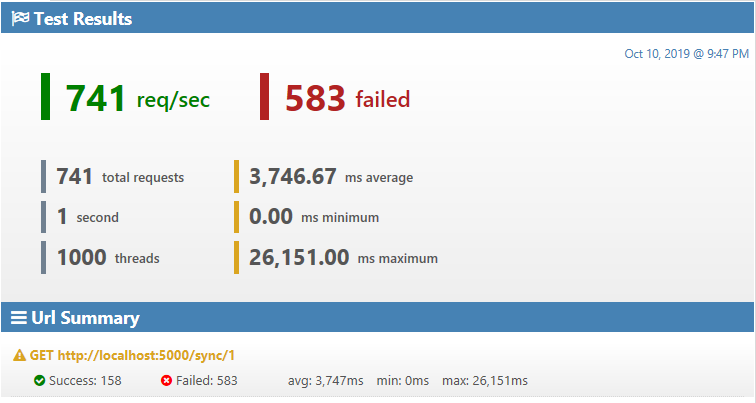 Test Results
Oct 10, 2019 @ 9:47 PM
741 req/sec 583 failed
741 total requests 3,746.67 ms average
1 second 0.00 ms minimum
1000 threads 26,151.00 ms maximum
Url Summary
GET http://localhost:5000/sync/1
Success: 158 Failed: 583 avg: 3,747ms min: 0ms max: 26,151ms